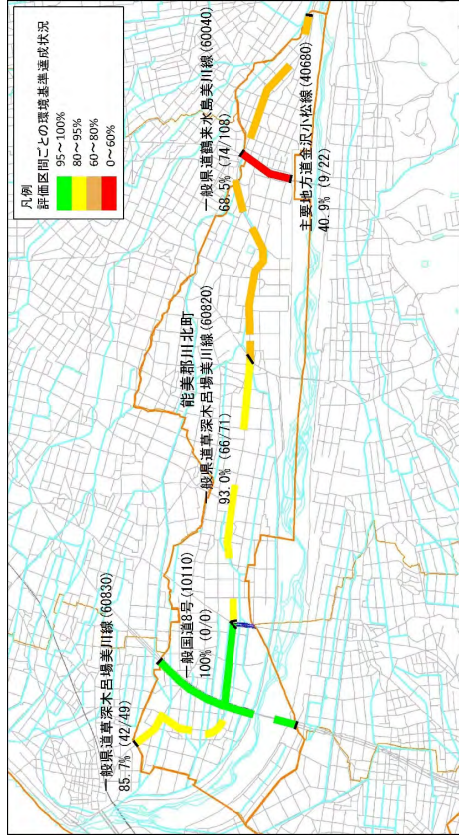 凡例
評価区間ごとの環境基準達成状況
95～100%
80～95%
60～80%
0～60%
一般県道草深木呂場美川線(60830)
85.7% (42/49)
一般国道8号(10110)
100% (0/0)
能美郡川北町
一般県道草深木呂場美川線(60820)
93.0% (66/71)
一般県道鶴来水島美川線(60040)
68.5% (74/108)
主要地方道金沢小松線(40680)
40.9% (9/22)